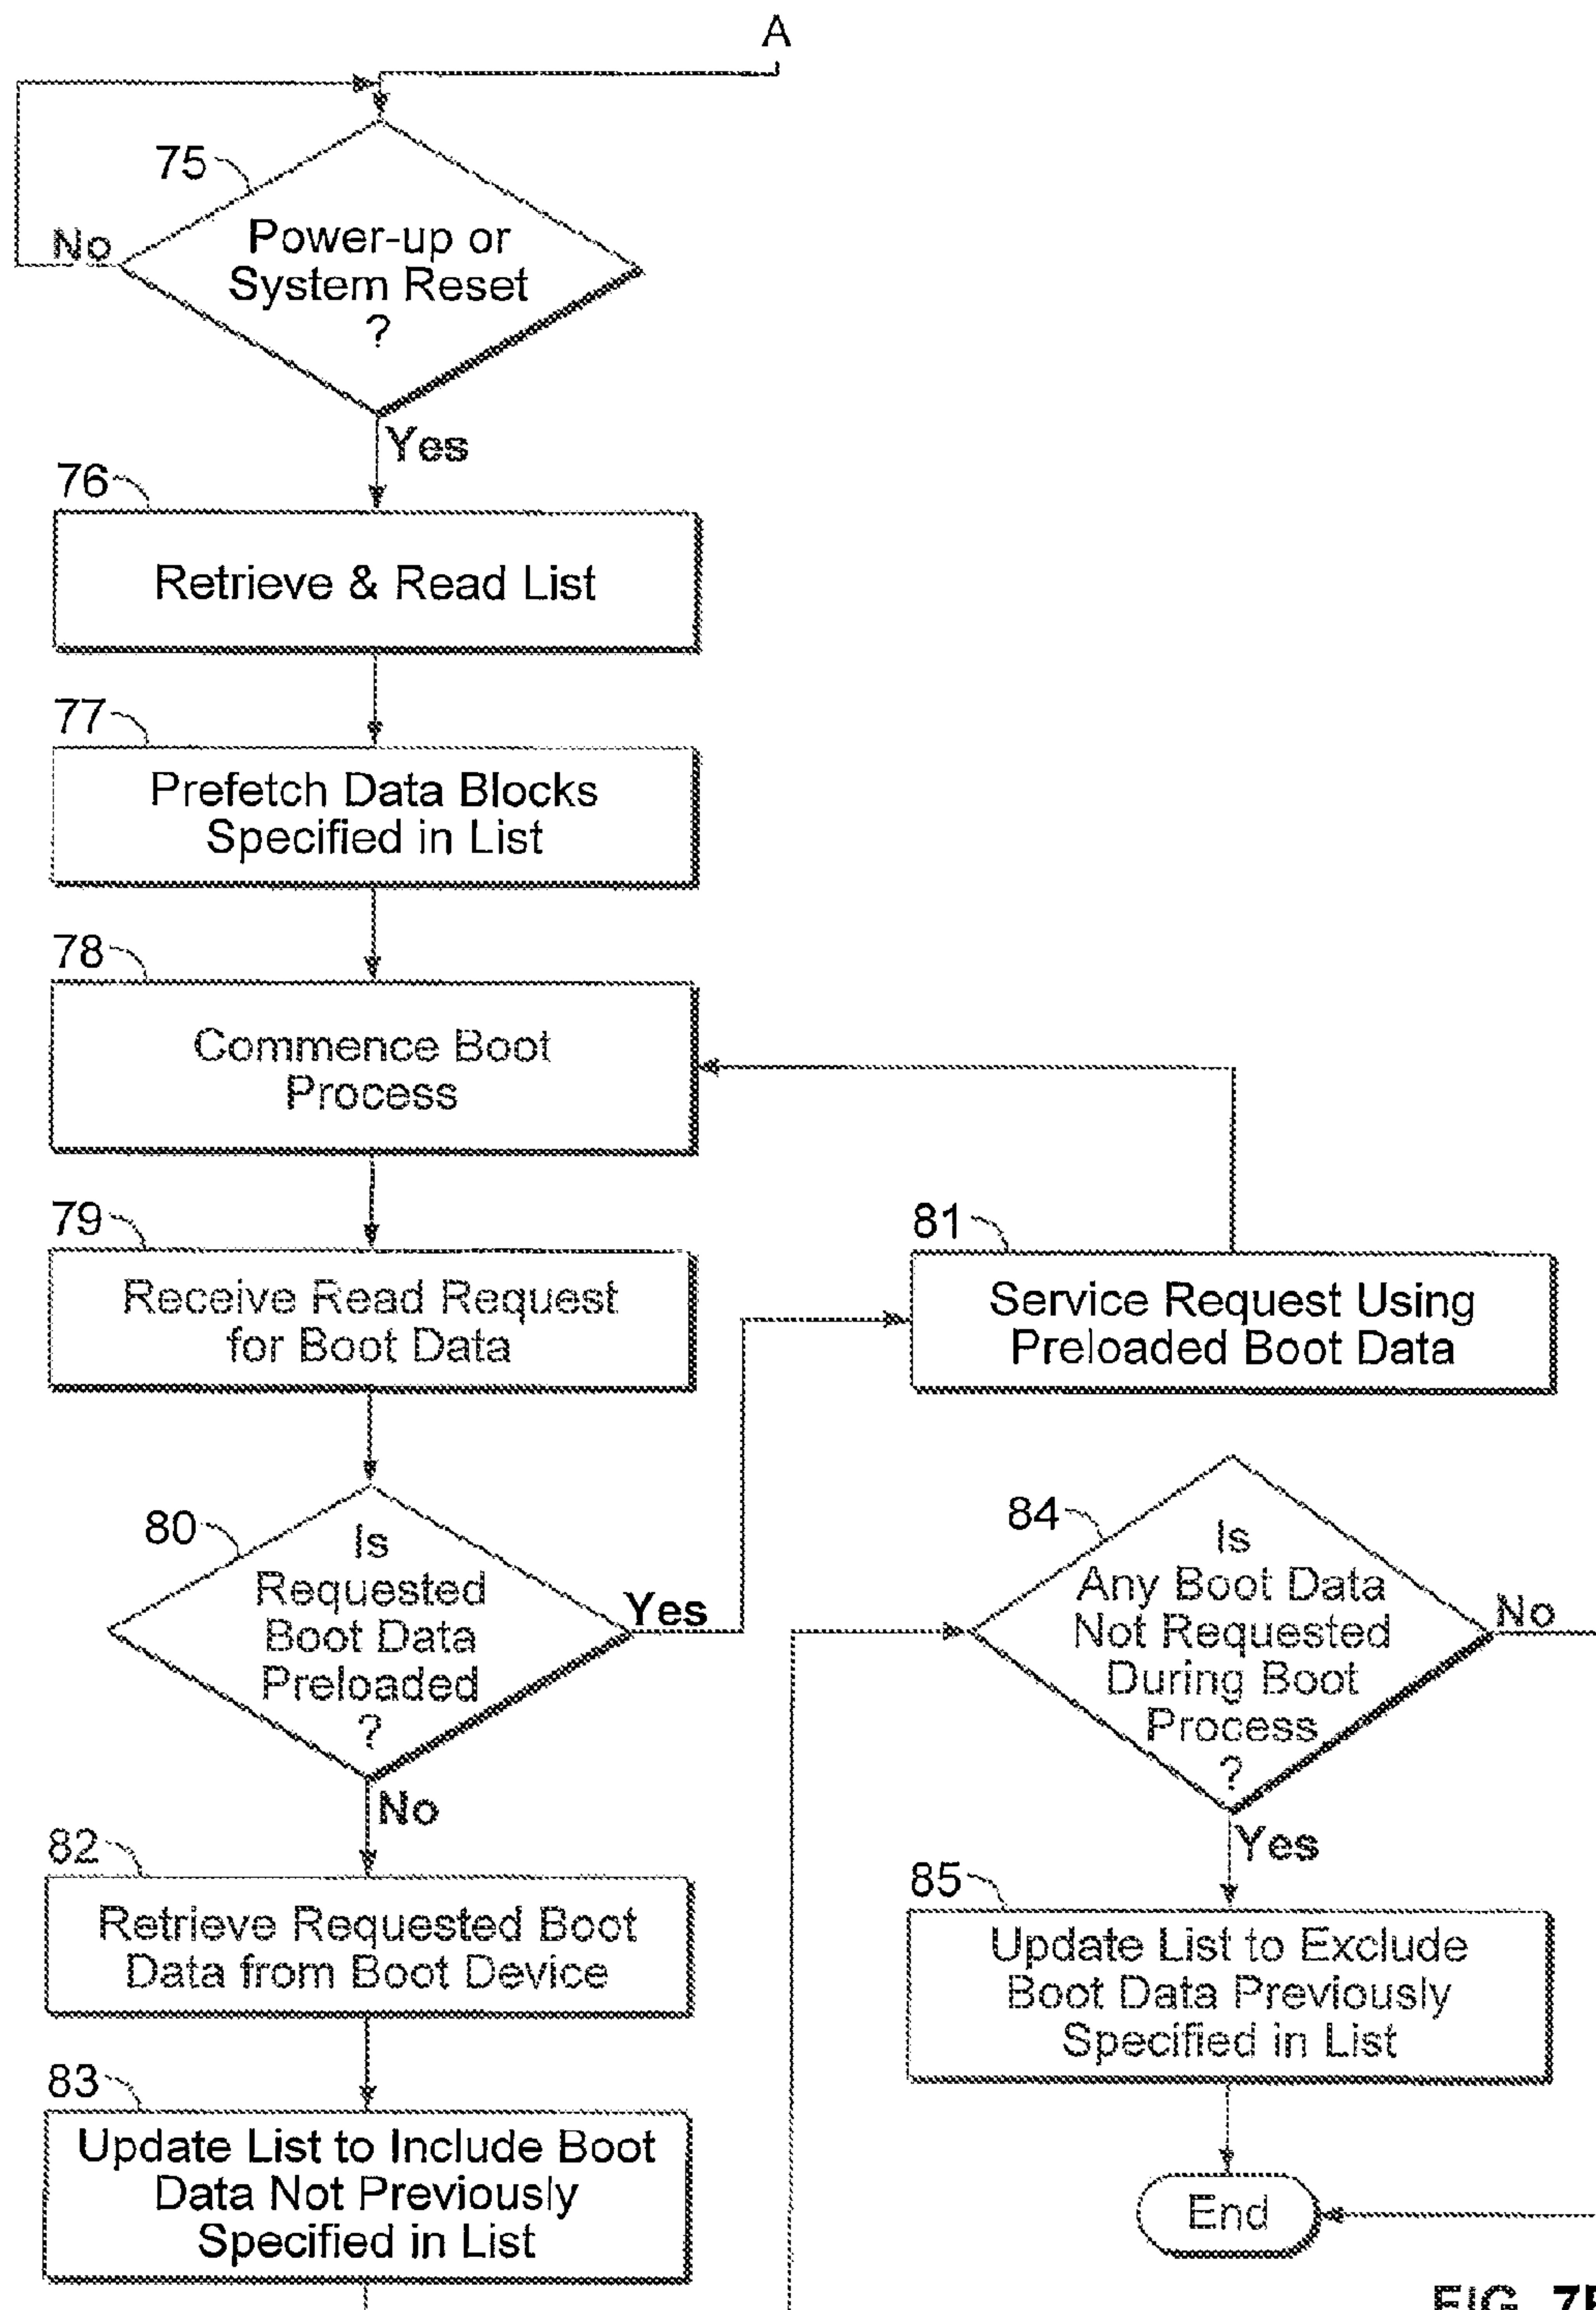 A
75
No
Power-up or
System Reset
?
Yes
76
Retrieve & Read List
77
Prefetch Data Blocks
Specified in List
78
Commence Boot
Process
79
Receive Read Request
for Boot Data
80
Is
Requested
Boot Data
Preloaded
?
Yes
No
81
Service Request Using
Preloaded Boot Data
82
Retrieve Requested Boot
Data from Boot Device
83
Update List to Include Boot
Data Not Previously
Specified in List
84
Is
Any Boot Data
Not Requested
During Boot
Process
?
No
Yes
85
Update List to Exclude
Boot Data Previously
Specified in List
End
FIG.